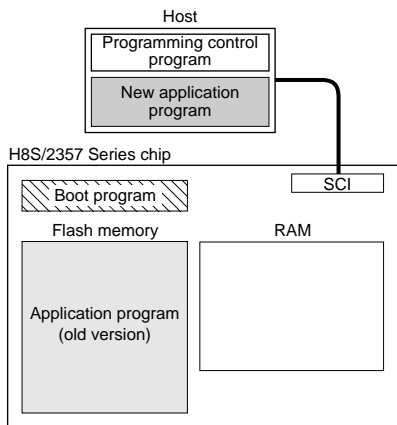 Host
Programming control
program
New application
program
H8S/2357 Series chip
SCI
Boot program
Flash memory
RAM
Application program
(old version)